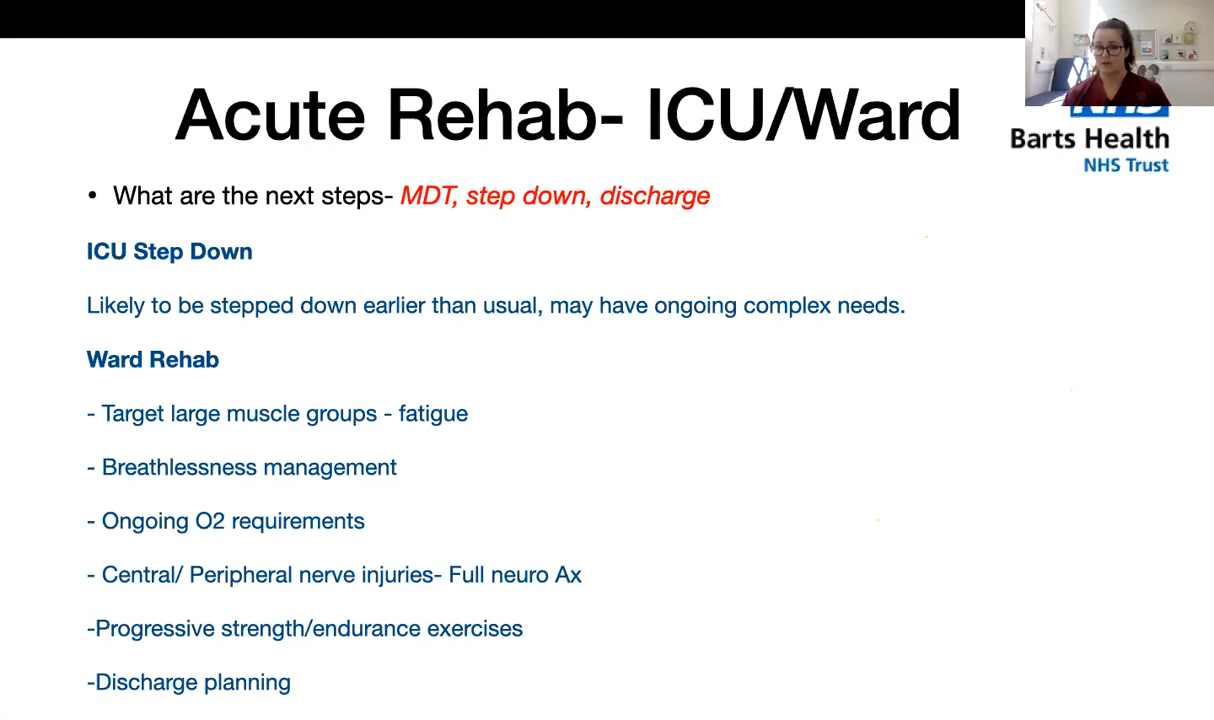 Acute Rehab- ICU/Ward
NHS
Barts Health
NHS Trust
• What are the next steps- MDT, step down, discharge
ICU Step Down
Likely to be stepped down earlier than usual, may have ongoing complex needs.
Ward Rehab
- Target large muscle groups - fatigue
- Breathlessness management
- Ongoing O2 requirements
- Central/ Peripheral nerve injuries- Full neuro Ax
-Progressive strength/endurance exercises
-Discharge planning